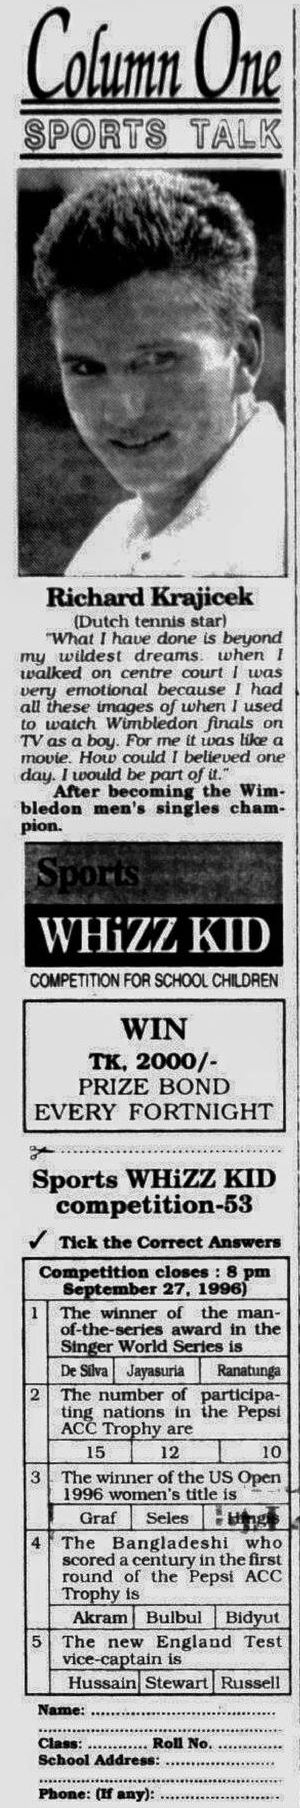 Column One
SPORTS TALK
Richard Krajicek
(Dutch tennis star)
"What I have done is beyond
my wildest dreams. when I
walked on centre court I was
very emotional because I had
all these images of when I used
to watch Wimbledon finals on
TV as a boy. For me it was like a
movie. How could I believed one
day. I would be part of it."
After becoming the Wim-
bledon men's singles cham-
pion.
Sports
WHiZZ KID
COMPETITION FOR SCHOOL CHILDREN
WIN
TK, 2000/-
PRIZE BOND
EVERY FORTNIGHT
Sports WHiZZ KID
competition-53
✓ Tick the Correct Answers
Competition closes : 8 pm
September 27, 1996)
1 The winner of the man-
of-the-series award in the
Singer World Series is
De Silva Jayasuria Ranatunga
2 The number of participa-
ting nations in the Pepsi
ACC Trophy are
15 12 10
3 The winner of the US Open
1996 women's title is
Graf Seles Hingis
4 The Bangladeshi who
scored a century in the first
round of the Pepsi ACC
Trophy is
Akram Bulbul Bidyut
5 The new England Test
vice-captain is
Hussain Stewart Russell
Name: ..............................
..............................
Class: ............ Roll No. .............
School Address: .....................
..............................
Phone: (If any): .......................